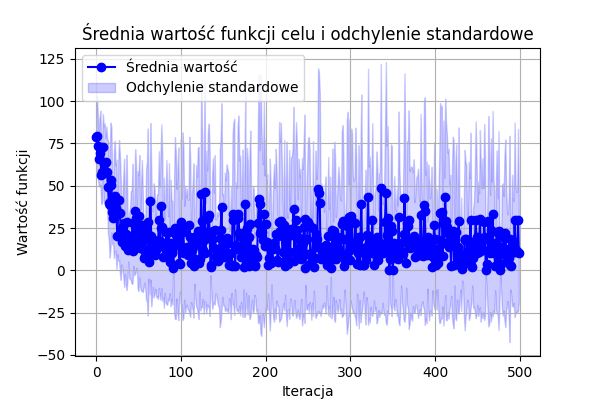 Średnia wartość funkcji celu i odchylenie standardowe
Średnia wartość
Odchylenie standardowe
Wartość funkcji
125
100
75
50
25
0
−25
−50
0 100 200 300 400 500
Iteracja